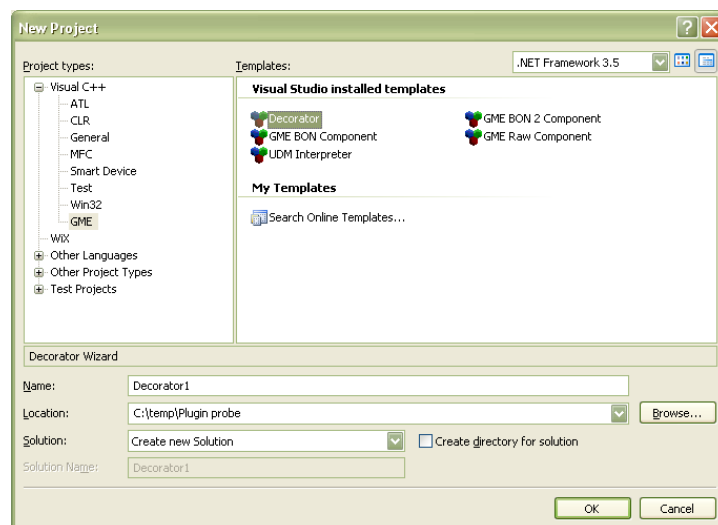 New Project
Project types:
Templates:
.NET Framework 3.5
Visual C++
ATL
CLR
General
MFC
Smart Device
Test
Win32
GME
WiX
Other Languages
Other Project Types
Test Projects
Visual Studio installed templates
Decorator
GME BON 2 Component
GME BON Component
GME Raw Component
UDM Interpreter
My Templates
Search Online Templates...
Decorator Wizard
Name:
Decorator1
Location:
C:\temp\Plugin probe
Browse...
Solution:
Create new Solution
Create directory for solution
Solution Name:
Decorator1
OK
Cancel